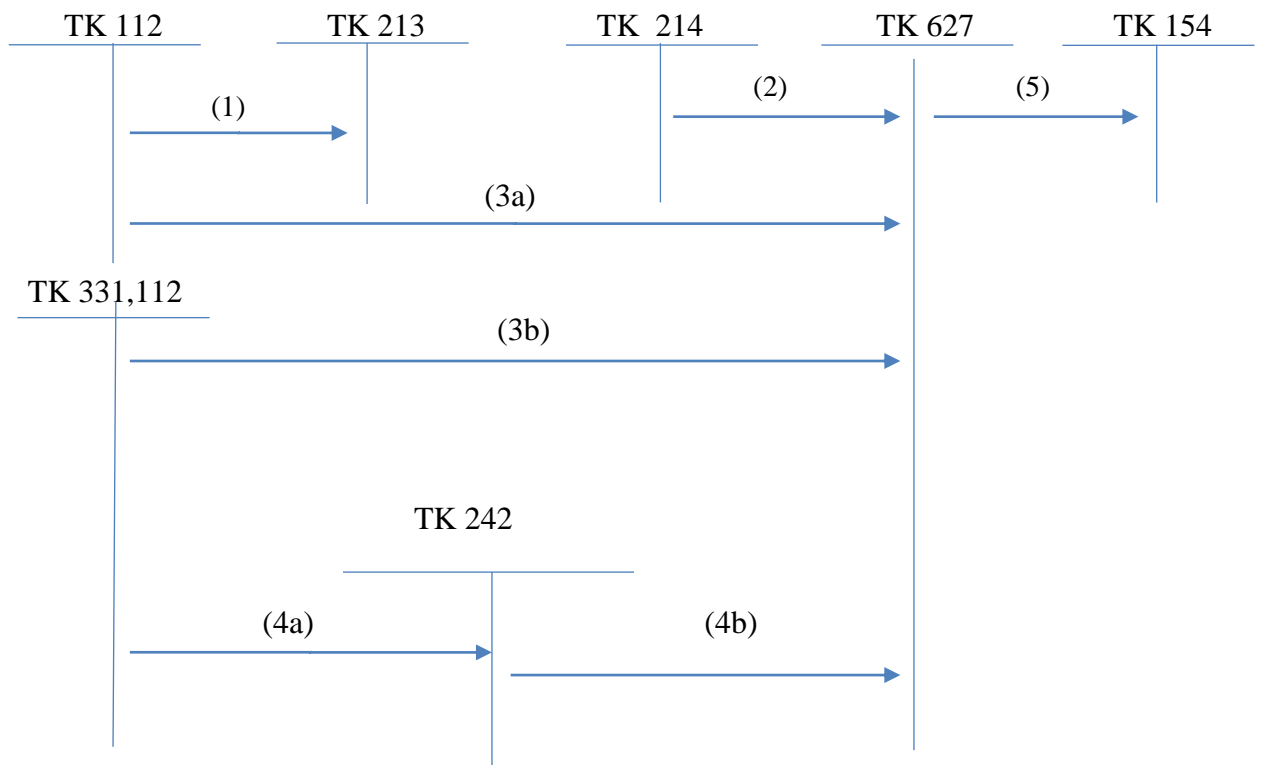 TK 112 TK 213 TK 214 TK 627 TK 154
(1) (2) (5)
(3a)
TK 331,112
(3b)
TK 242
(4a) (4b)